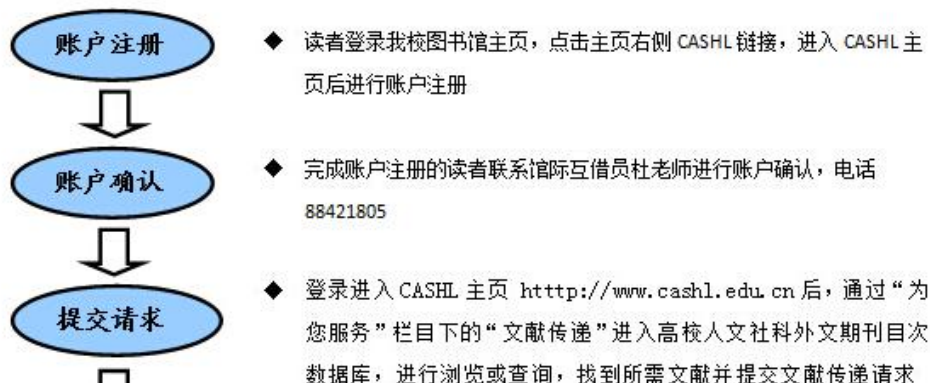 账户注册
◆ 读者登录我校图书馆主页，点击主页右侧 CASHL 链接，进入 CASHL 主
页后进行账户注册
账户确认
◆ 完成账户注册的读者联系馆际互借员杜老师进行账户确认，电话
88421805
提交请求
◆ 登录进入 CASHL 主页 htttp://www.cashl.edu.cn 后，通过“为
您服务”栏目下的“文献传递”进入高校人文社科外文期刊目次
数据库，进行浏览或查询，找到所需文献并提交文献传递请求